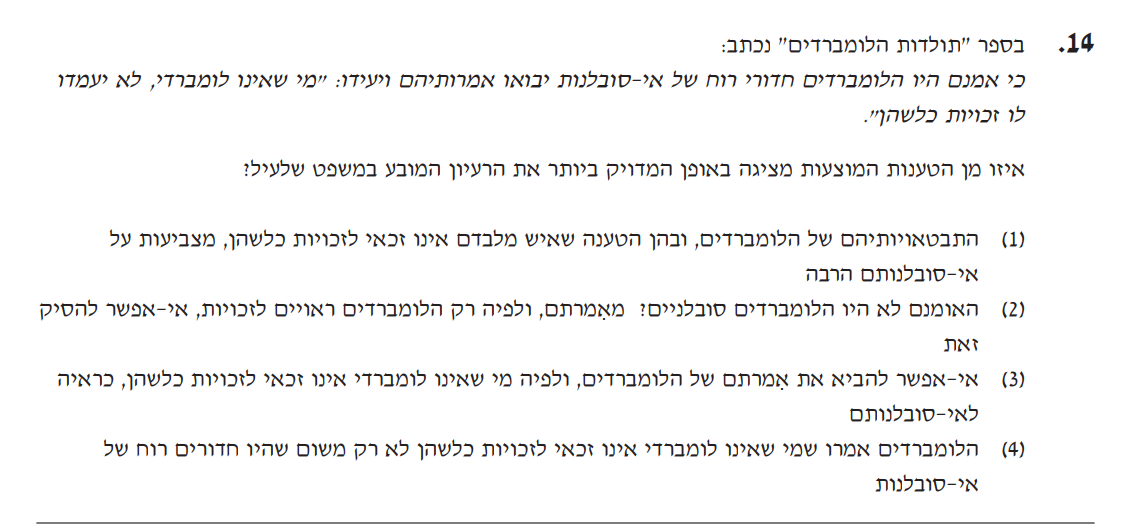 14. בספר "תולדות הלומברדים" נכתב:
כי אמנם היו הלומברדים חדורי רוח של אי-סובלנות יבואו אמרותיהם ויעידו: "מי שאינו לומברדי, לא יעמדו
לו זכויות כלשהן".
איזו מן הטענות המוצעות מציגה באופן המדויק ביותר את הרעיון המובע במשפט שלעיל?
(1) התבטאויותיהם של הלומברדים, ובהן הטענה שאיש מלבדם אינו זכאי לזכויות כלשהן, מצביעות על
אי-סובלנותם הרבה
(2) האומנם לא היו הלומברדים סובלניים? מאִמרתם, ולפיה רק הלומברדים ראויים לזכויות, אי-אפשר להסיק
זאת
(3) אי-אפשר להביא את אִמרתם של הלומברדים, ולפיה מי שאינו לומברדי אינו זכאי לזכויות כלשהן, כראיה
לאי-סובלנותם
(4) הלומברדים אמרו שמי שאינו לומברדי אינו זכאי לזכויות כלשהן לא רק משום שהיו חדורים רוח של
אי-סובלנות